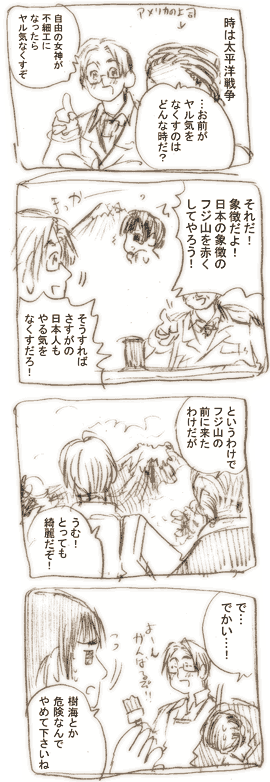 時は太平洋戦争
アメリカの上司
…お前が
ヤル気を
なくすのは
どんな時だ？
自由の女神が
不細工に
なったら
ヤル気なくすぞ
それだ！
象徴だよ！
日本の象徴の
フジ山を赤く
してやろう！
そうすれば
さすがの
日本人も
やる気を
なくすだろ！
というわけで
フジ山の
前に来た
わけだが
うむ！
とっても
綺麗だぞ！
で…
でかい…！
よーし
がんばるぞ!!
樹海とか
危険なんで
やめて下さいね